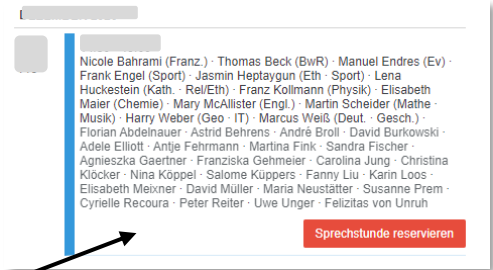 Nicole Bahrami (Franz.) · Thomas Beck (BwR) · Manuel Endres (Ev) ·
Frank Engel (Sport) · Jasmin Heptaygun (Eth · Sport) · Lena
Huckestein (Kath. · Rel/Eth) · Franz Kollmann (Physik) · Elisabeth
Maier (Chemie) · Mary McAllister (Engl.) · Martin Scheider (Mathe ·
Musik) · Harry Weber (Geo · IT) · Marcus Weiß (Deut. · Gesch.) ·
Florian Abdelnauer · Astrid Behrens · Andrè Broll · David Burkowski ·
Adele Elliott · Antje Fehrmann · Martina Fink · Sandra Fischer ·
Agnieszka Gaertner · Franziska Gehmeier · Carolina Jung · Christina
Klöcker · Nina Köppel · Salome Küppers · Fanny Liu · Karin Loos ·
Elisabeth Meixner · David Müller · Maria Neustätter · Susanne Prem ·
Cyrielle Recoura · Peter Reiter · Uwe Unger · Felizitas von Unruh
Sprechstunde reservieren